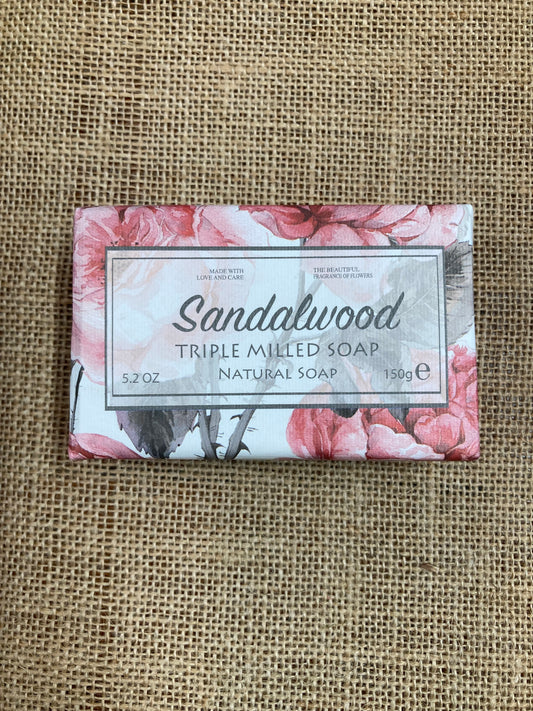 MADE WITH
LOVE AND CARE
THE BEAUTIFUL
FRAGRANCE OF FLOWERS
Sandalwood
TRIPLE MILLED SOAP
NATURAL SOAP
5.2 OZ
150g ℮